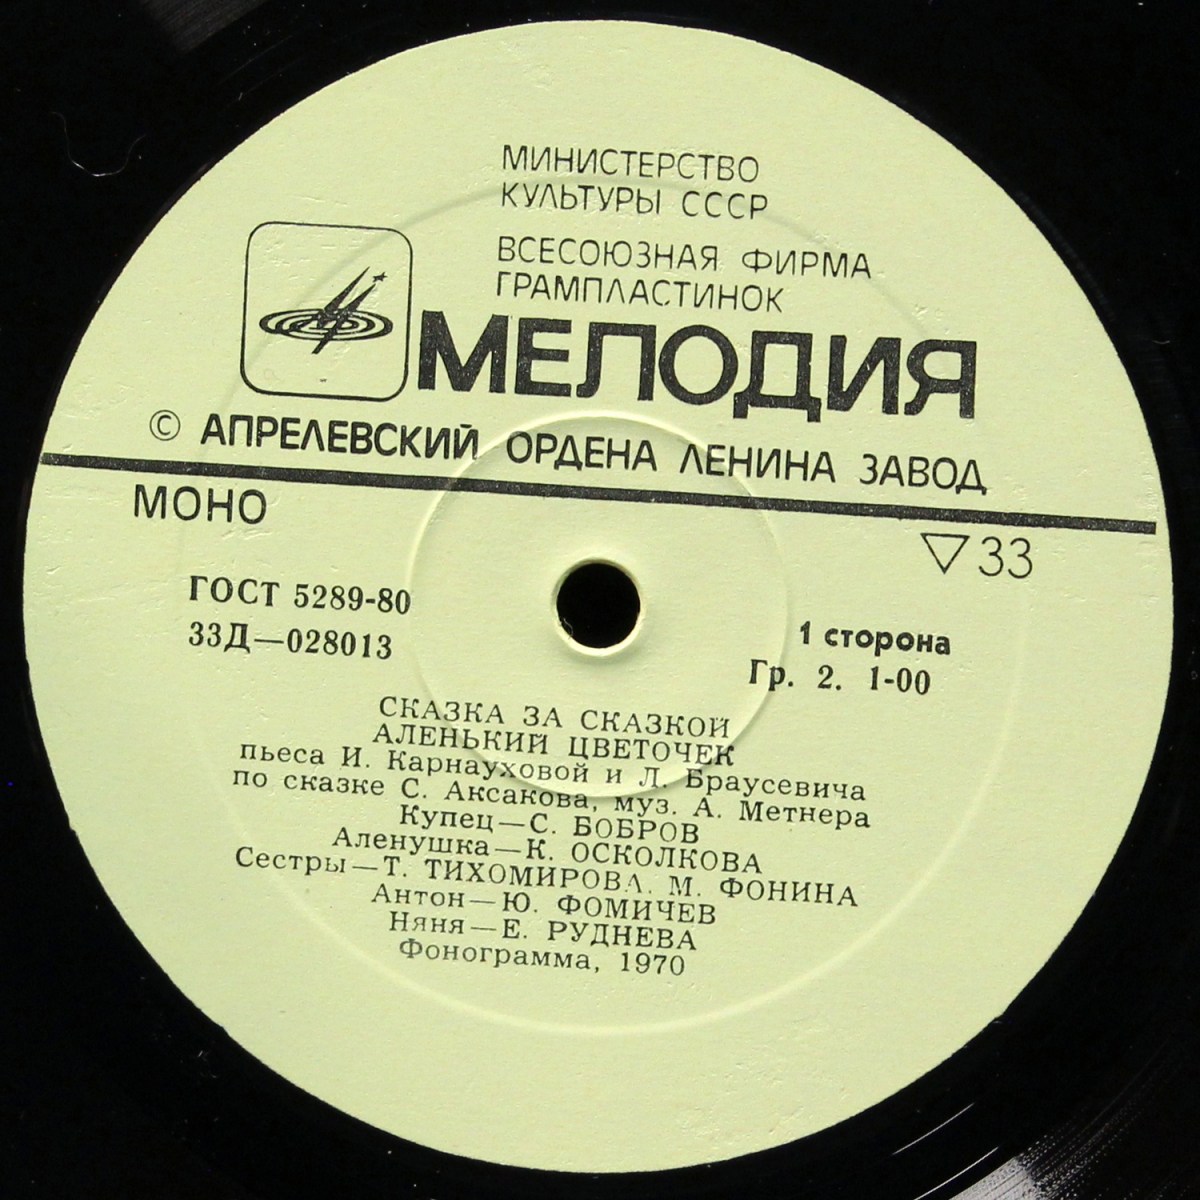 МИНИСТЕРСТВО
КУЛЬТУРЫ СССР
ВСЕСОЮЗНАЯ ФИРМА
ГРАМПЛАСТИНОК
МЕЛОДИЯ
© АПРЕЛЕВСКИЙ ОРДЕНА ЛЕНИНА ЗАВОД
МОНО
▽33
ГОСТ 5289-80
33Д—028013
1 сторона
Гр. 2. 1-00
СКАЗКА ЗА СКАЗКОЙ
АЛЕНЬКИЙ ЦВЕТОЧЕК
пьеса И. Карнауховой и Л. Браусевича
по сказке С. Аксакова, муз. А. Метнера
Купец—С. БОБРОВ
Аленушка—К. ОСКОЛКОВА
Сестры—Т. ТИХОМИРОВА. М. ФОНИНА
Антон—Ю. ФОМИЧЕВ
Няня—Е. РУДНЕВА
Фонограмма, 1970